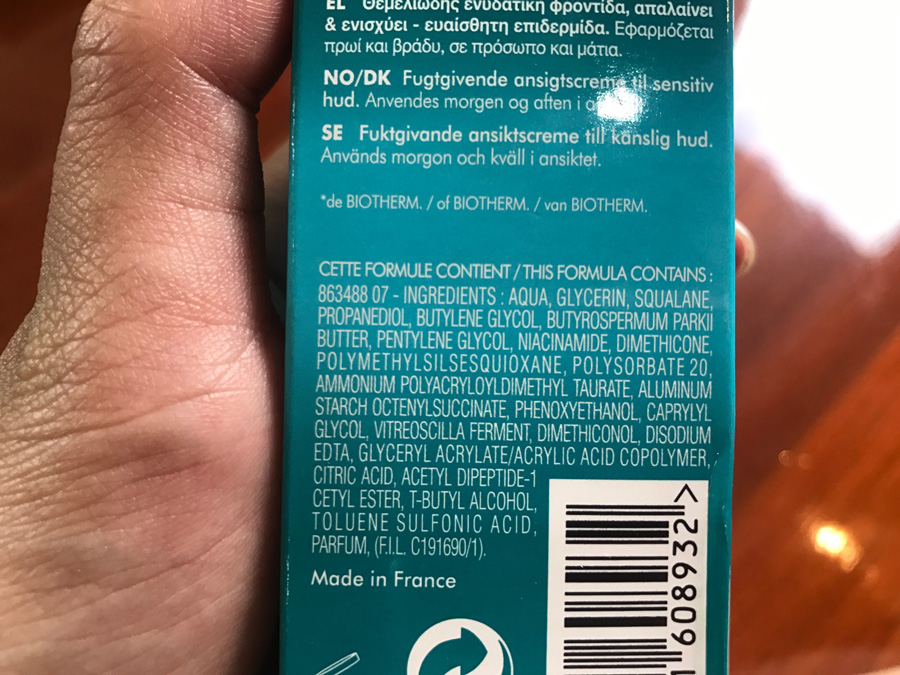 EL Θεμελιώδης ενυδατική φροντίδα, απαλαίνει
& ενισχύει - ευαίσθητη επιδερμίδα. Εφαρμόζεται
πρωί και βράδυ, σε πρόσωπο και μάτια.
NO/DK Fugtgivende ansigtscreme til sensitiv
hud. Anvendes morgen og aften i
SE Fuktgivande ansiktscreme till känslig hud.
Används morgon och kväll i ansiktet.
*de BIOTHERM. / of BIOTHERM. / van BIOTHERM.
CETTE FORMULE CONTIENT / THIS FORMULA CONTAINS :
863488 07 - INGREDIENTS : AQUA, GLYCERIN, SQUALANE,
PROPANEDIOL, BUTYLENE GLYCOL, BUTYROSPERMUM PARKII
BUTTER, PENTYLENE GLYCOL, NIACINAMIDE, DIMETHICONE,
POLYMETHYLSILSESQUIOXANE, POLYSORBATE 20,
AMMONIUM POLYACRYLOYLDIMETHYL TAURATE, ALUMINUM
STARCH OCTENYLSUCCINATE, PHENOXYETHANOL, CAPRYLYL
GLYCOL, VITREOSCILLA FERMENT, DIMETHICONOL, DISODIUM
EDTA, GLYCERYL ACRYLATE/ACRYLIC ACID COPOLYMER,
CITRIC ACID, ACETYL DIPEPTIDE-1
CETYL ESTER, T-BUTYL ALCOHOL,
TOLUENE SULFONIC ACID,
PARFUM, (F.I.L. C191690/1).
Made in France
608932>